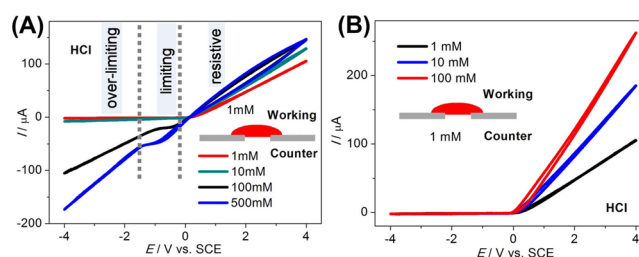 (A)
HCl
over-limiting
limiting
resistive
100
0
-100
-200
I / µA
1mM
Working
Counter
1mM
10mM
100mM
500mM
-4
-2
0
2
4
E / V vs. SCE
(B)
1 mM
10 mM
100 mM
Working
1 mM
Counter
HCl
200
100
0
I / µA
-4
-2
0
2
4
E / V vs. SCE